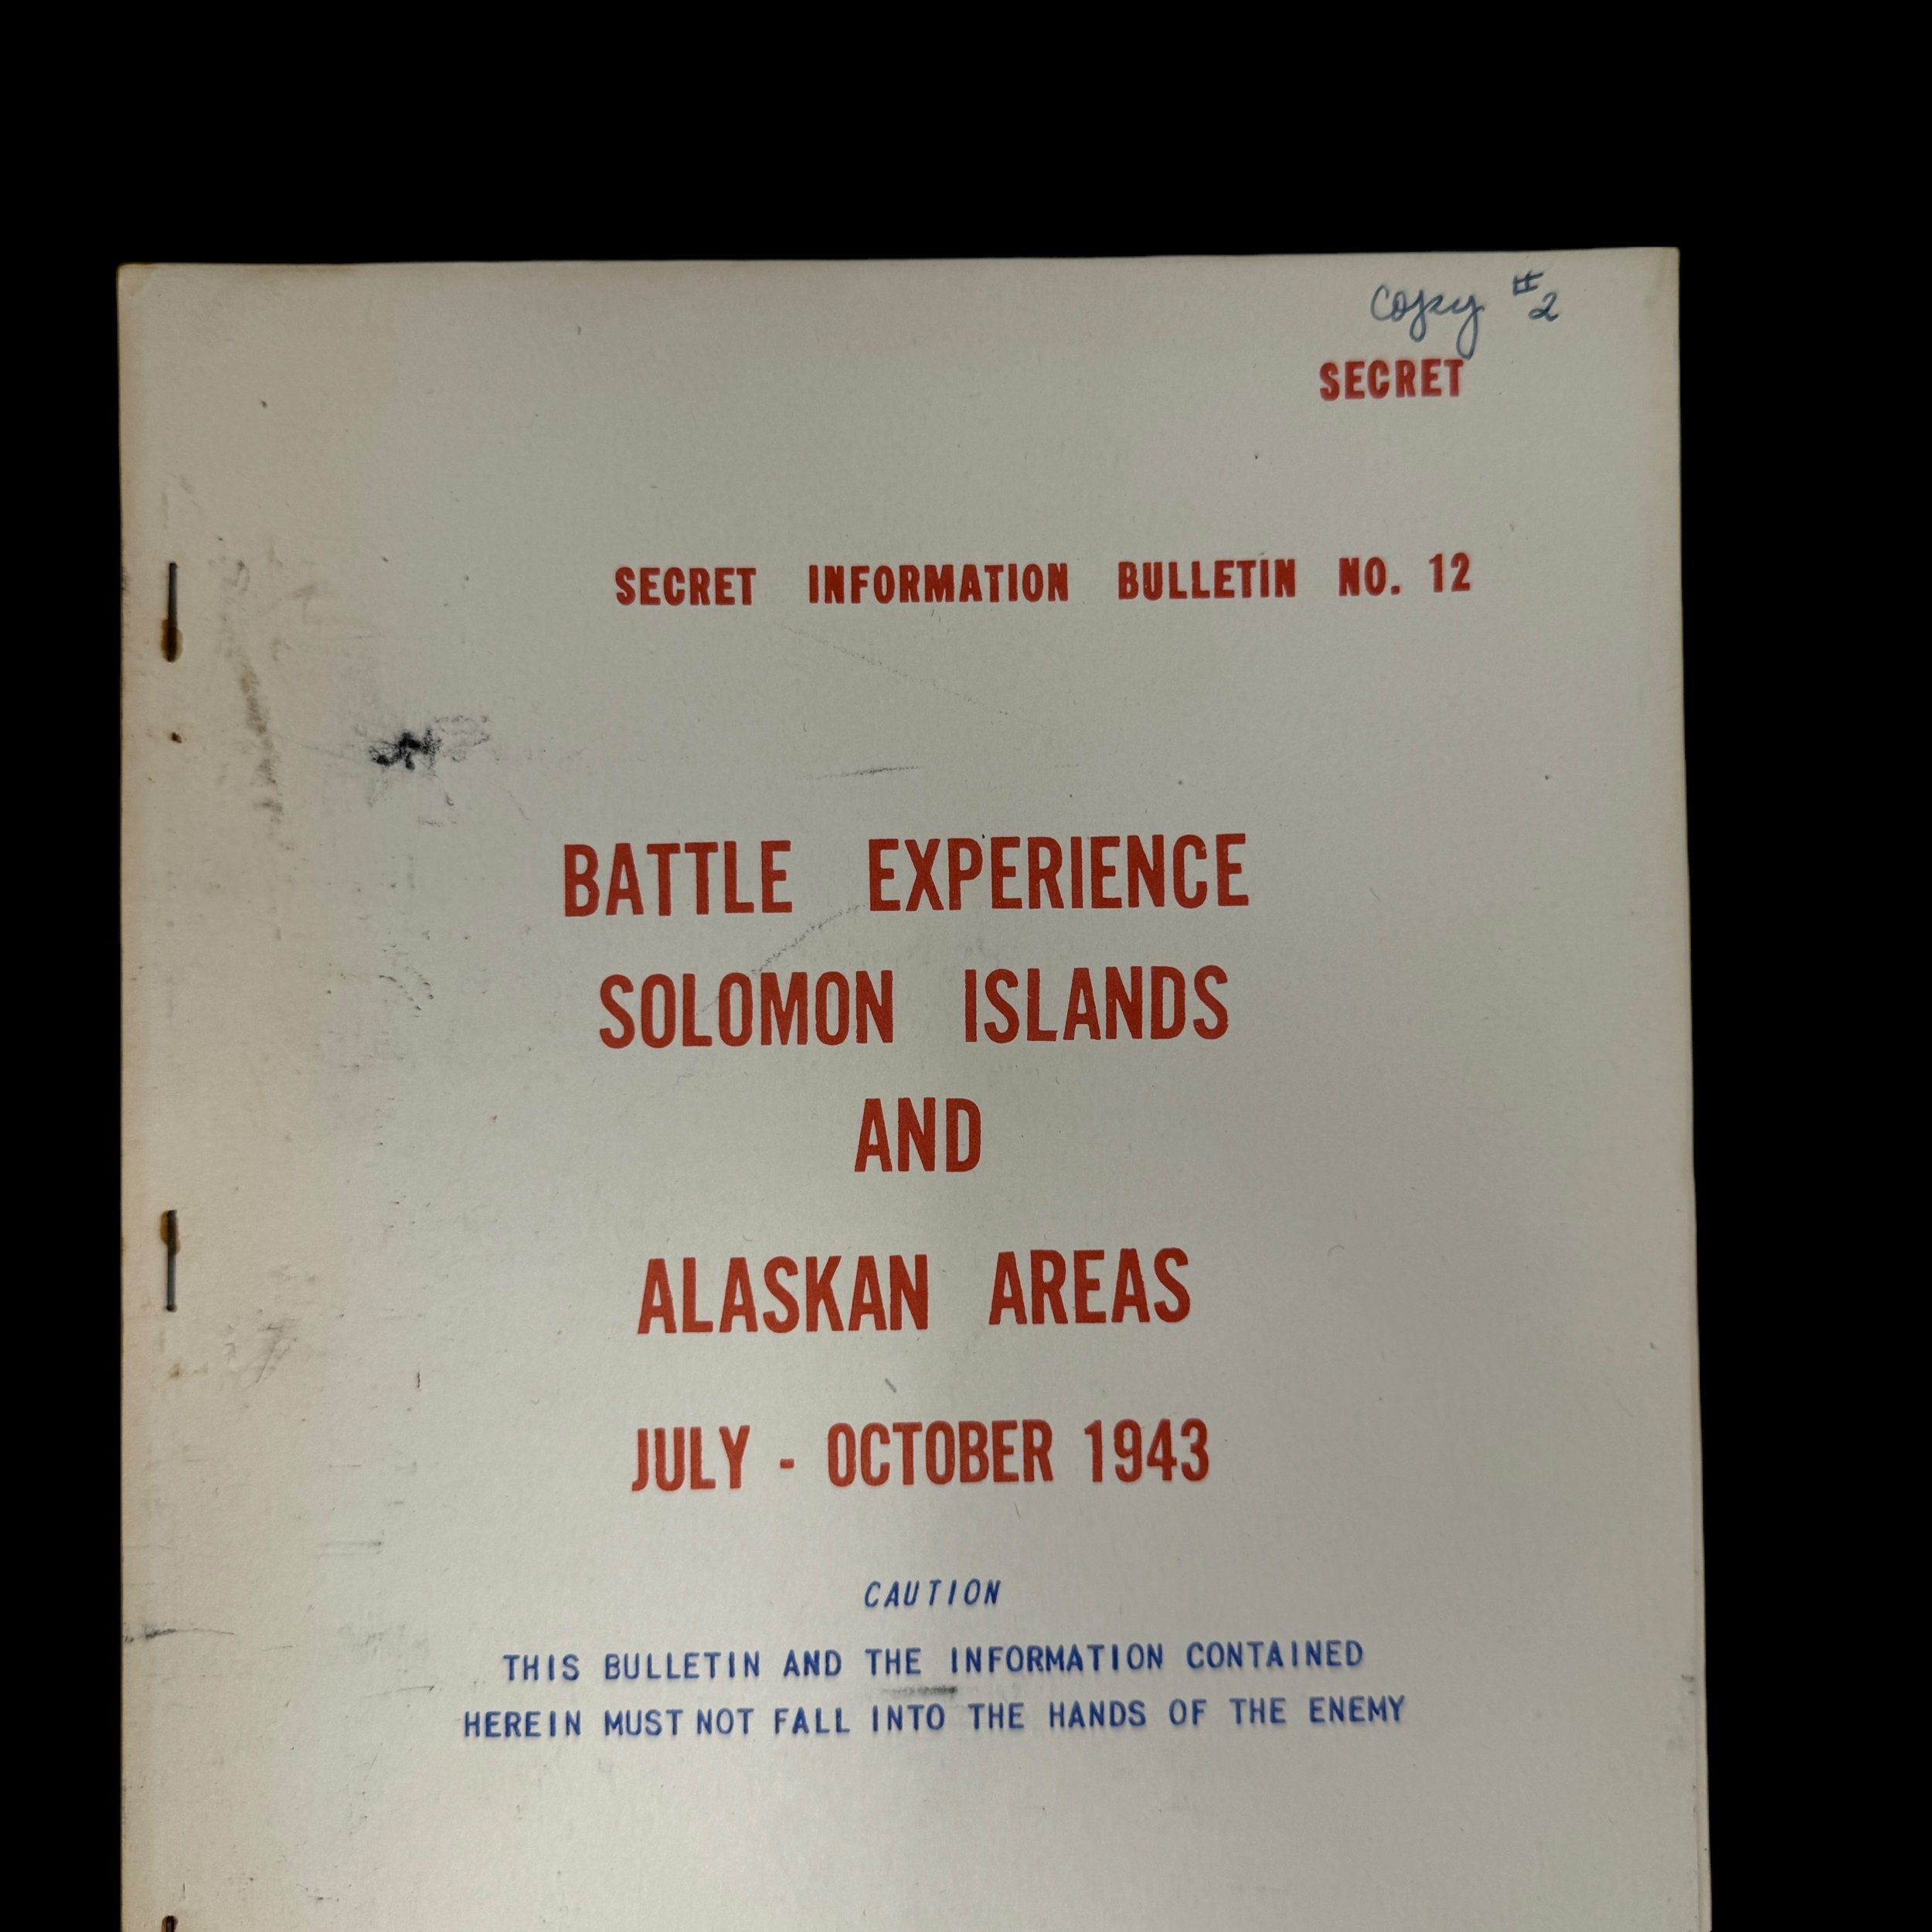 Copy #2
SECRET
SECRET INFORMATION BULLETIN NO. 12
BATTLE EXPERIENCE
SOLOMON ISLANDS
AND
ALASKAN AREAS
JULY - OCTOBER 1943
CAUTION
THIS BULLETIN AND THE INFORMATION CONTAINED
HEREIN MUST NOT FALL INTO THE HANDS OF THE ENEMY